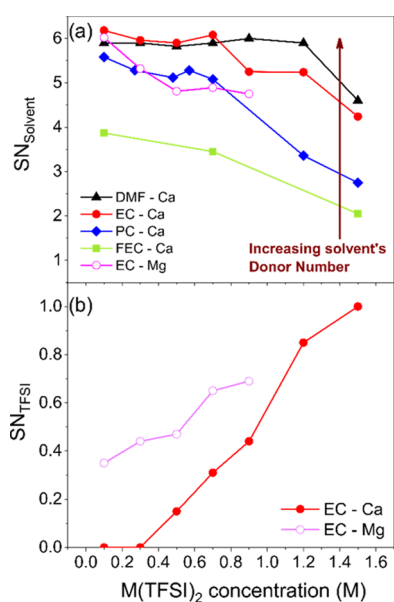 (a)
6
5
4
3
2
1
SN_Solvent
DMF - Ca
EC - Ca
PC - Ca
FEC - Ca
EC - Mg
Increasing solvent's
Donor Number
(b)
1.0
0.8
0.6
0.4
0.2
0.0
SN_TFSI
EC - Ca
EC - Mg
0.0 0.2 0.4 0.6 0.8 1.0 1.2 1.4 1.6
M(TFSI)₂ concentration (M)